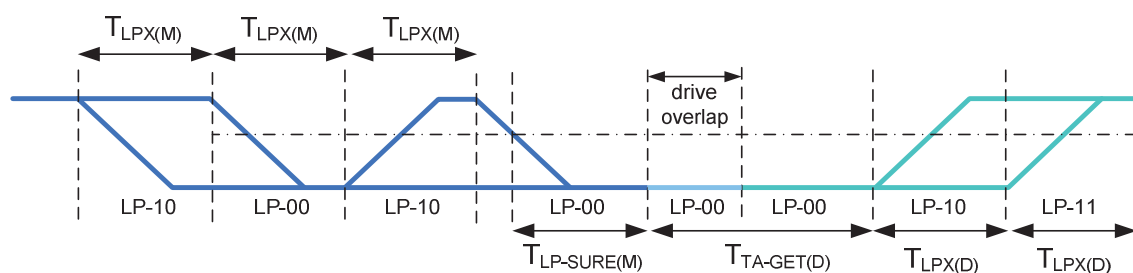 TLPX(M) TLPX(M) TLPX(M)
drive
overlap
LP-10 LP-00 LP-10 LP-00 LP-00 LP-00 LP-10 LP-11
TLP-SURE(M) TTA-GET(D) TLPX(D) TLPX(D)